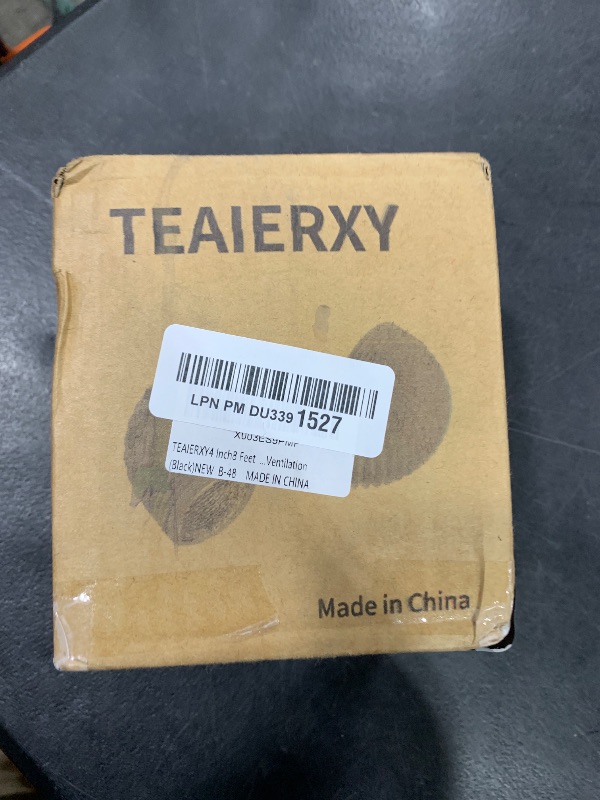 TEAIERXY
LPN PM DU339 1527
TEAIERXY4 Inch8 Feet ...Ventilation
(Black)NEW B-48 MADE IN CHINA
Made in China